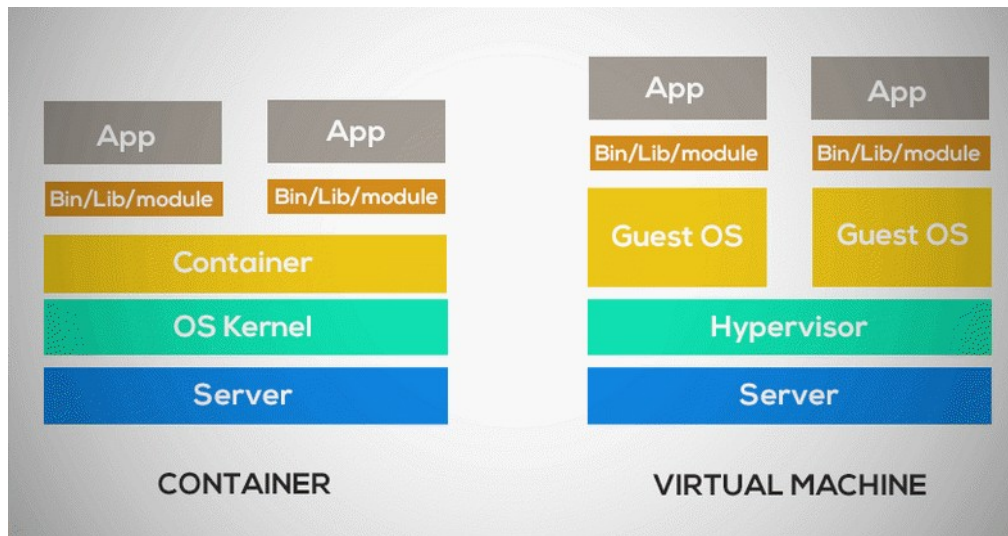 App
App
Bin/Lib/module
Bin/Lib/module
Container
OS Kernel
Server
CONTAINER
App
App
Bin/Lib/module
Bin/Lib/module
Guest OS
Guest OS
Hypervisor
Server
VIRTUAL MACHINE